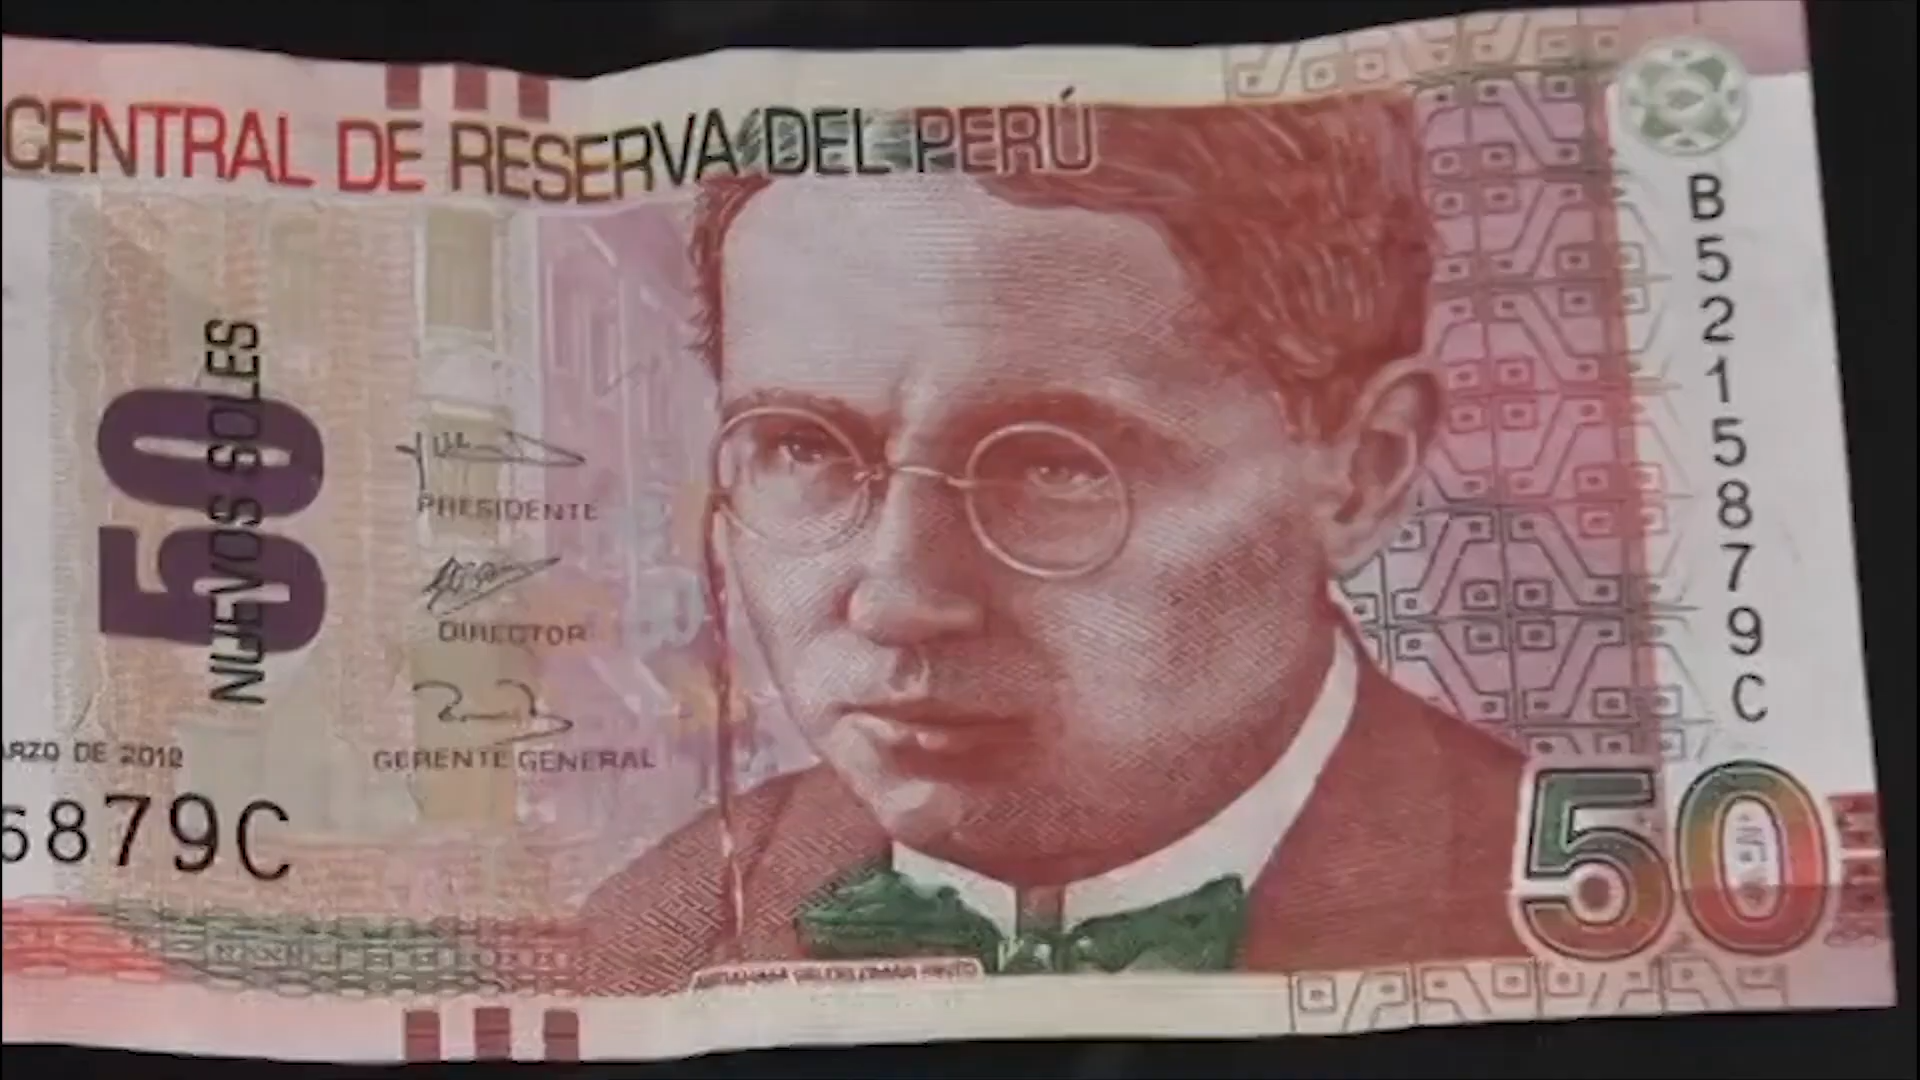 CENTRAL DE RESERVA DEL PERÚ
50
NUEVOS SOLES
PRESIDENTE
DIRECTOR
GERENTE GENERAL
ARZO DE 2012
6879C
B5215879C
50